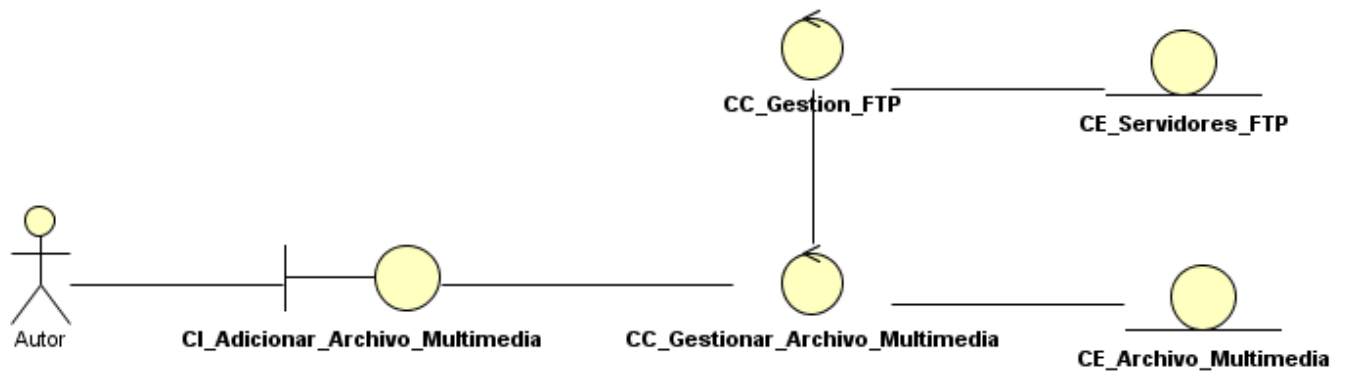 CC_Gestion_FTP
CE_Servidores_FTP
Autor
CI_Adicionar_Archivo_Multimedia
CC_Gestionar_Archivo_Multimedia
CE_Archivo_Multimedia